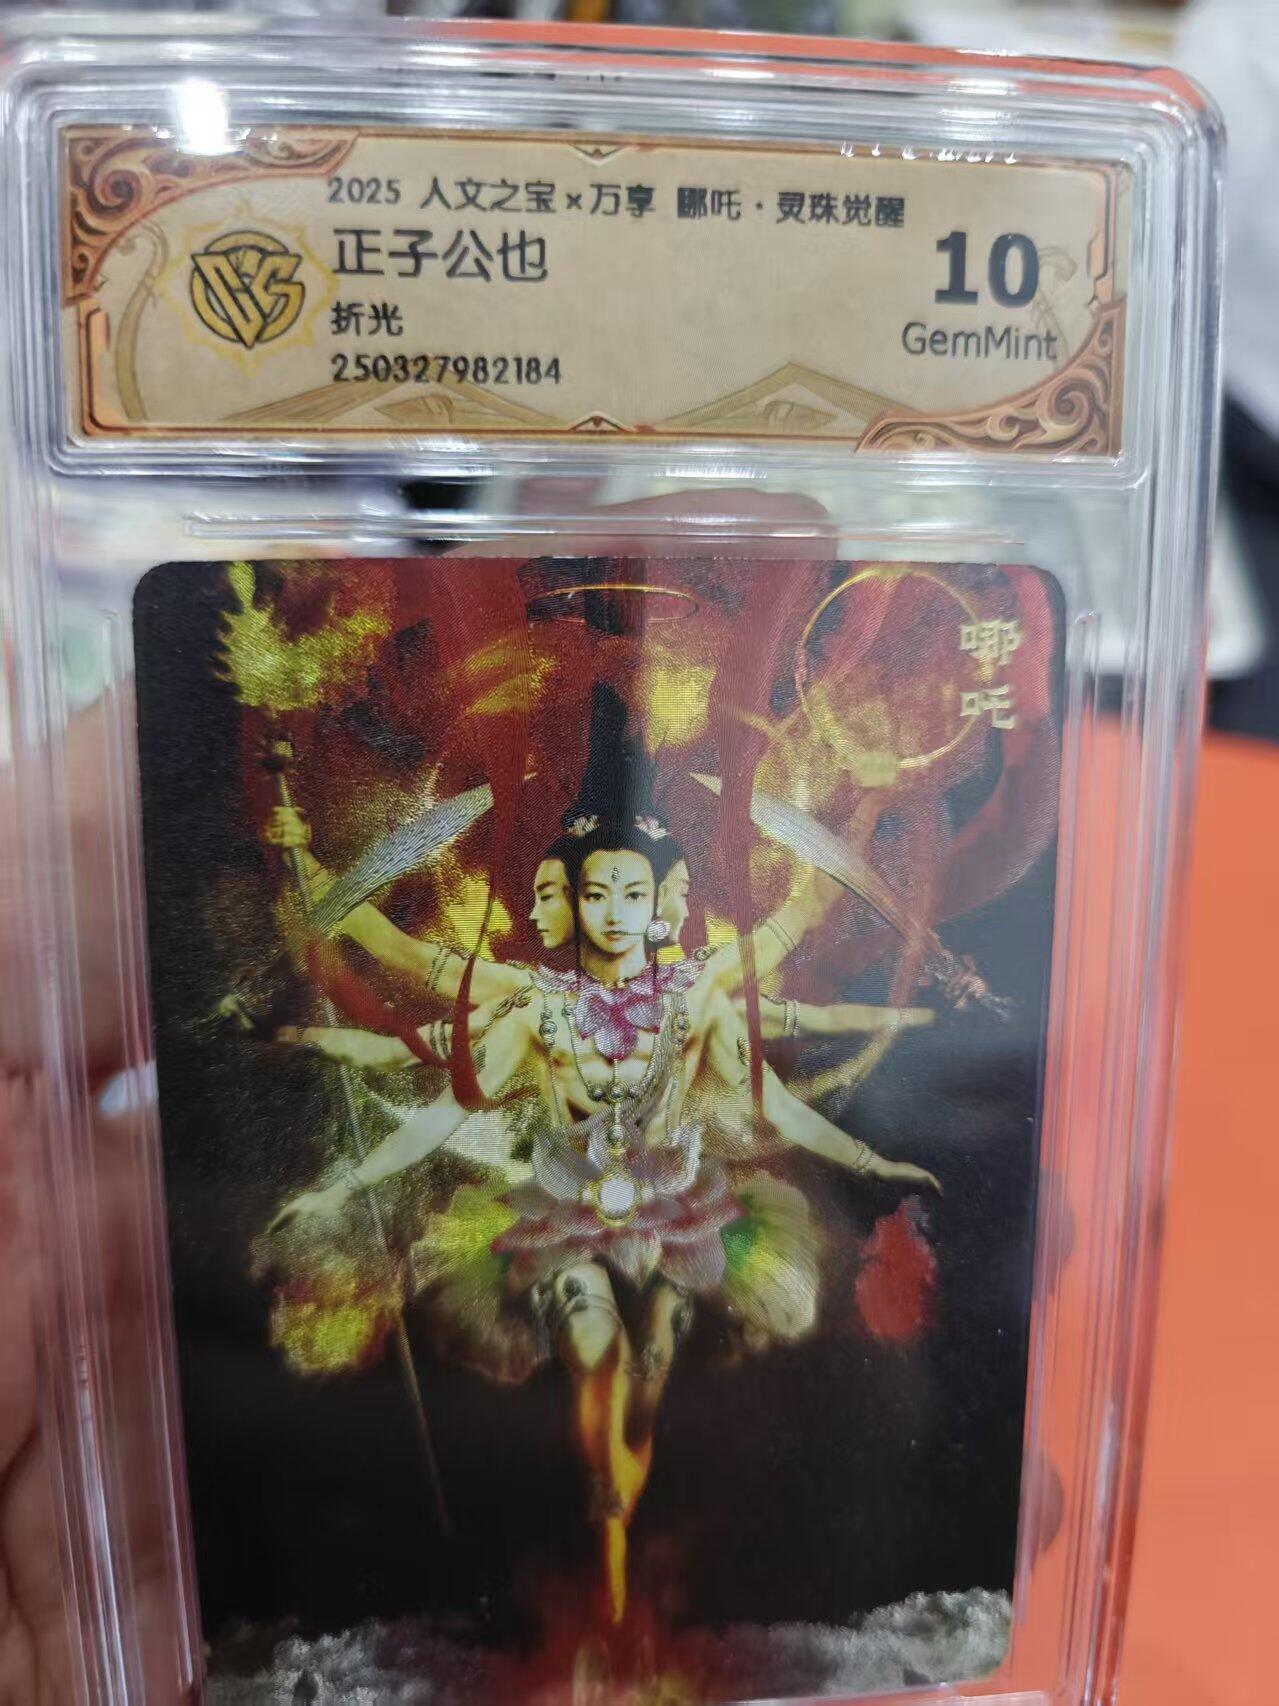 2025 人文之宝×万享 哪吒·灵珠觉醒
正子公也
折光
250327982184
10
GemMint
哪吒